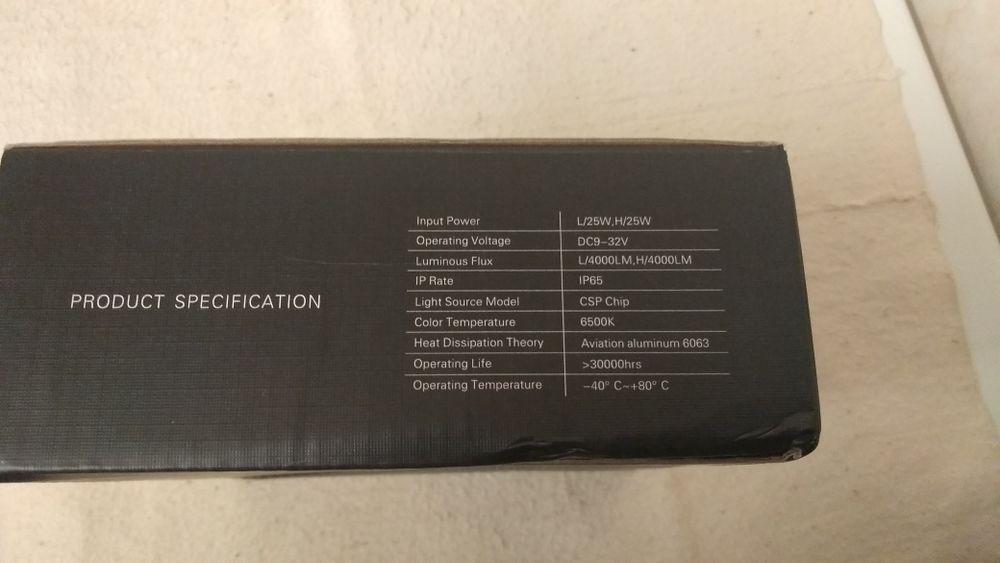 PRODUCT SPECIFICATION
Input Power L/25W,H/25W
Operating Voltage DC9-32V
Luminous Flux L/4000LM,H/4000LM
IP Rate IP65
Light Source Model CSP Chip
Color Temperature 6500K
Heat Dissipation Theory Aviation aluminum 6063
Operating Life >30000hrs
Operating Temperature -40° C~+80° C